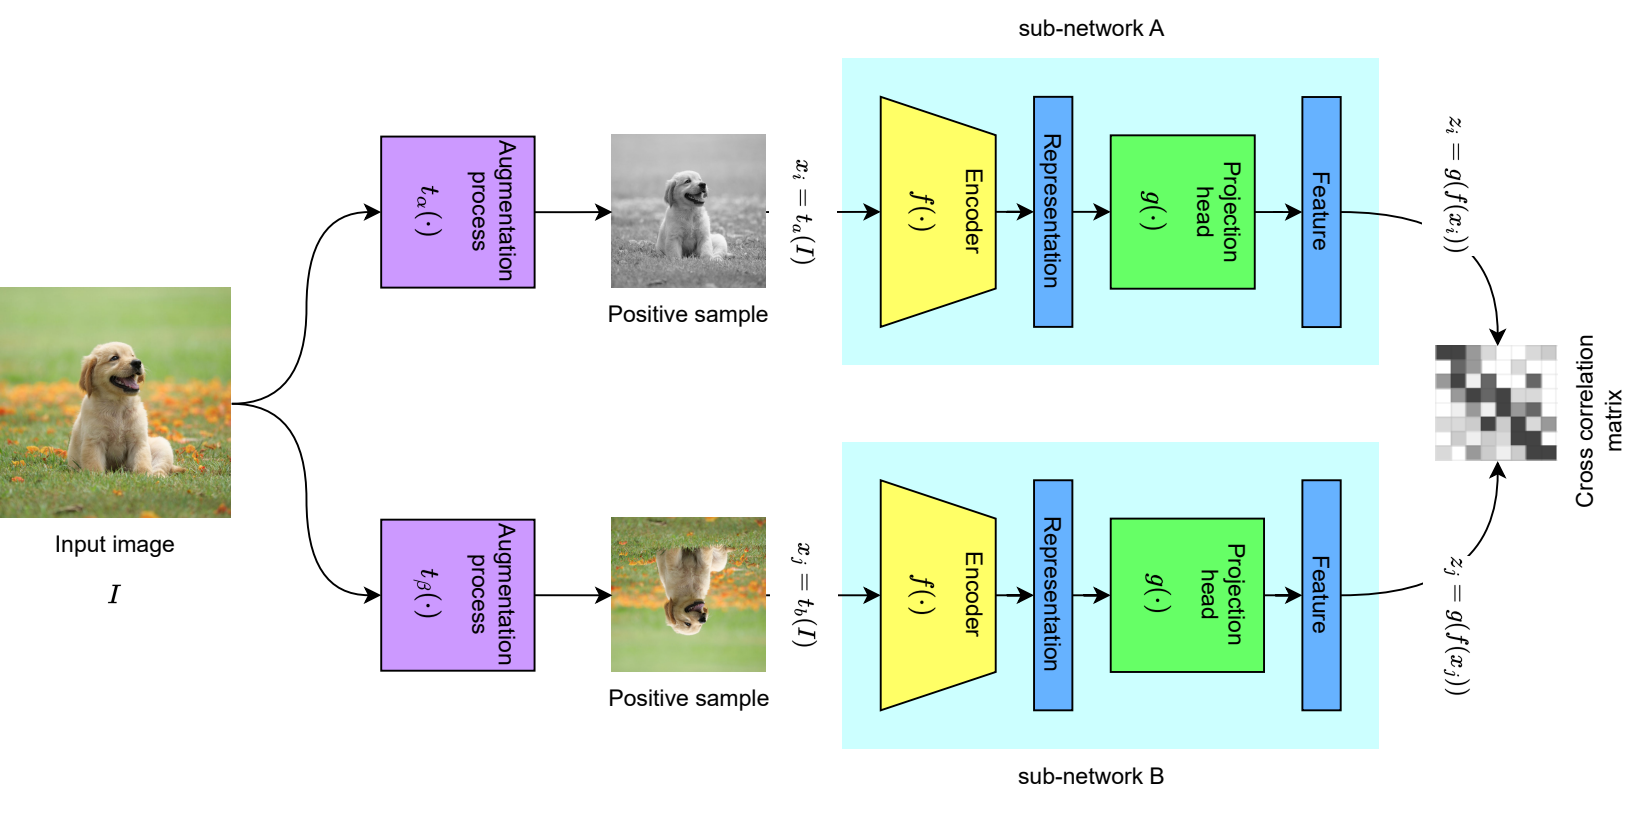 sub-network A
Augmentation
process
t_α(·)
Positive sample
x_i = t_a(I)
Encoder
f(·)
Representation
Projection
head
g(·)
Feature
z_i = g(f(x_i))
Input image
I
Cross correlation
matrix
Augmentation
process
t_β(·)
Positive sample
x_j = t_b(I)
Encoder
f(·)
Representation
Projection
head
g(·)
Feature
z_j = g(f(x_j))
sub-network B